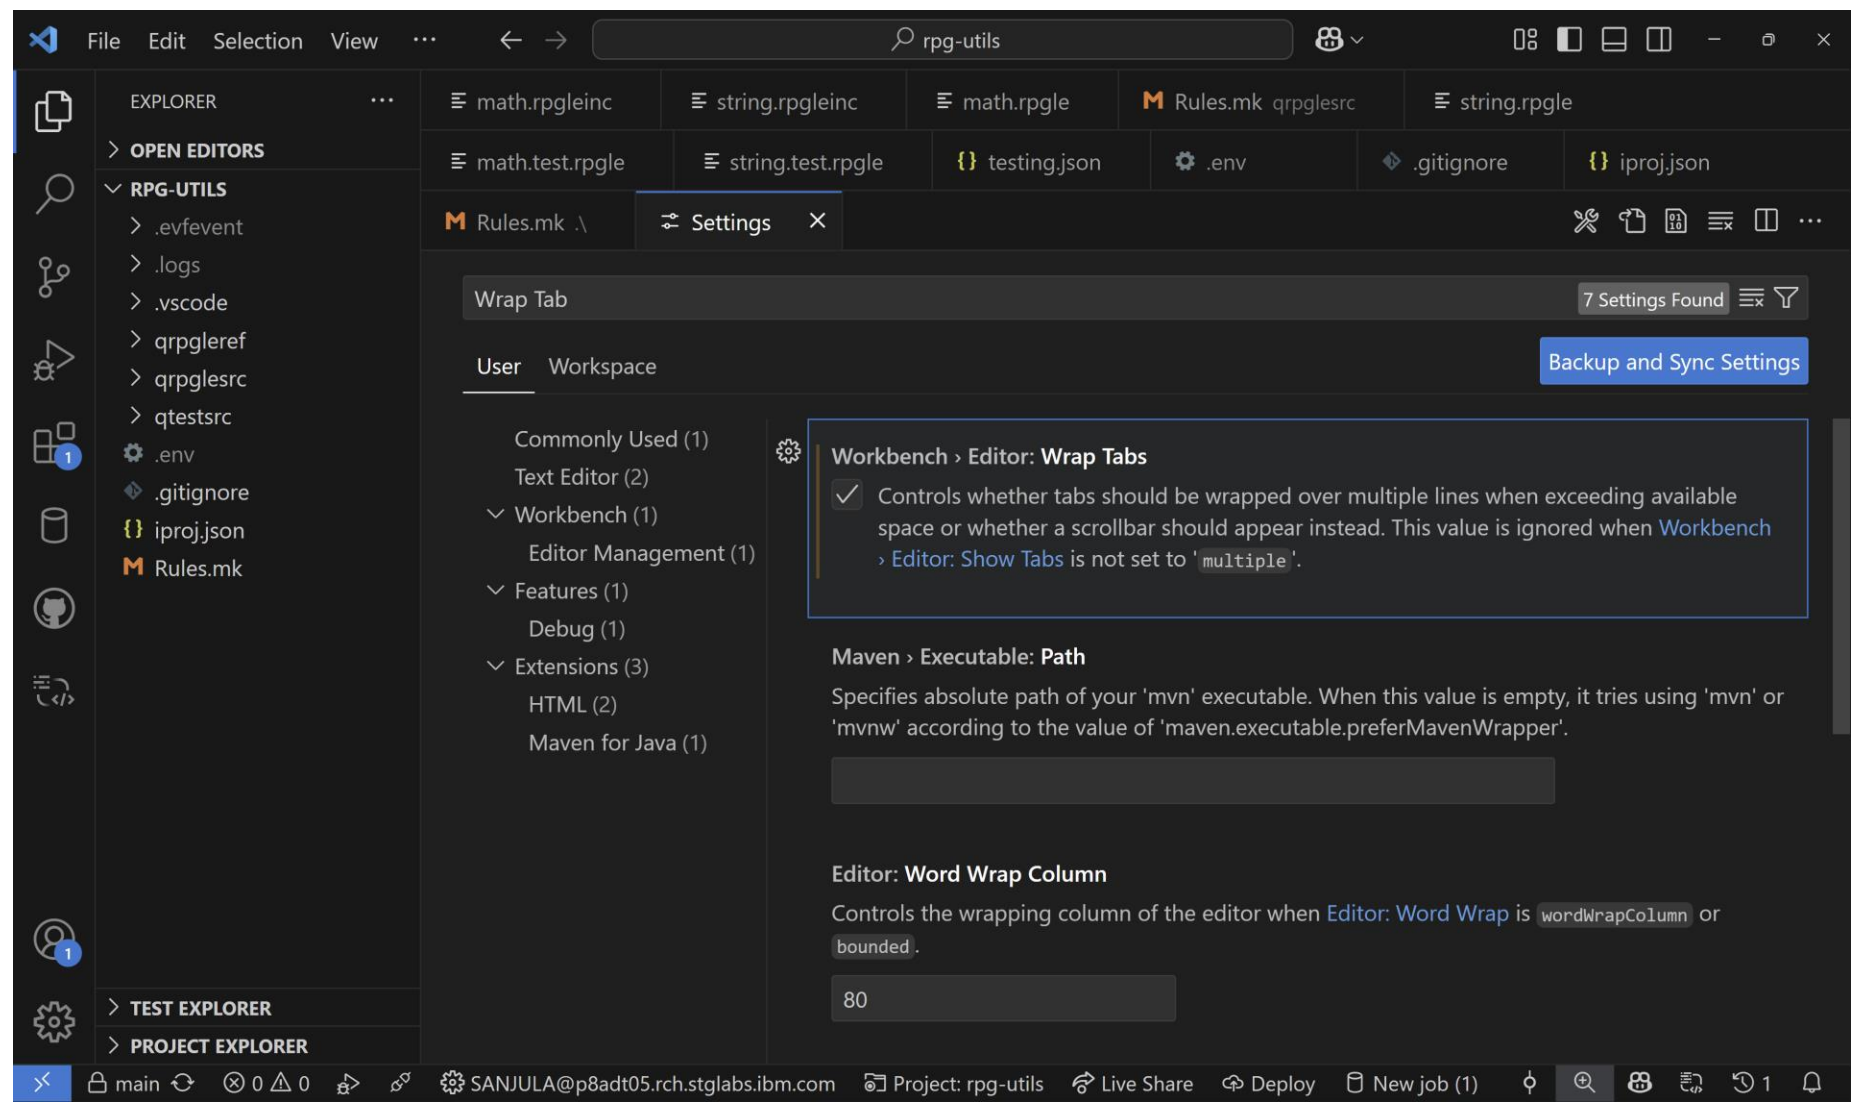 File Edit Selection View ··· rpg-utils
EXPLORER ···
OPEN EDITORS
RPG-UTILS
.evfevent
.logs
.vscode
qrpgleref
qrpglesrc
qtestsrc
.env
.gitignore
{} iproj.json
M Rules.mk
TEST EXPLORER
PROJECT EXPLORER
math.rpgleinc string.rpgleinc math.rpgle M Rules.mk qrpglesrc string.rpgle
math.test.rpgle string.test.rpgle {} testing.json .env .gitignore {} iproj.json
M Rules.mk .\ Settings
Wrap Tab 7 Settings Found
User Workspace Backup and Sync Settings
Commonly Used (1)
Text Editor (2)
Workbench (1)
Editor Management (1)
Features (1)
Debug (1)
Extensions (3)
HTML (2)
Maven for Java (1)
Workbench › Editor: Wrap Tabs
Controls whether tabs should be wrapped over multiple lines when exceeding available
space or whether a scrollbar should appear instead. This value is ignored when Workbench
› Editor: Show Tabs is not set to 'multiple'.
Maven › Executable: Path
Specifies absolute path of your 'mvn' executable. When this value is empty, it tries using 'mvn' or
'mvnw' according to the value of 'maven.executable.preferMavenWrapper'.
Editor: Word Wrap Column
Controls the wrapping column of the editor when Editor: Word Wrap is wordWrapColumn or
bounded.
80
1
1
main 0 0 SANJULA@p8adt05.rch.stglabs.ibm.com Project: rpg-utils Live Share Deploy New job (1) 1